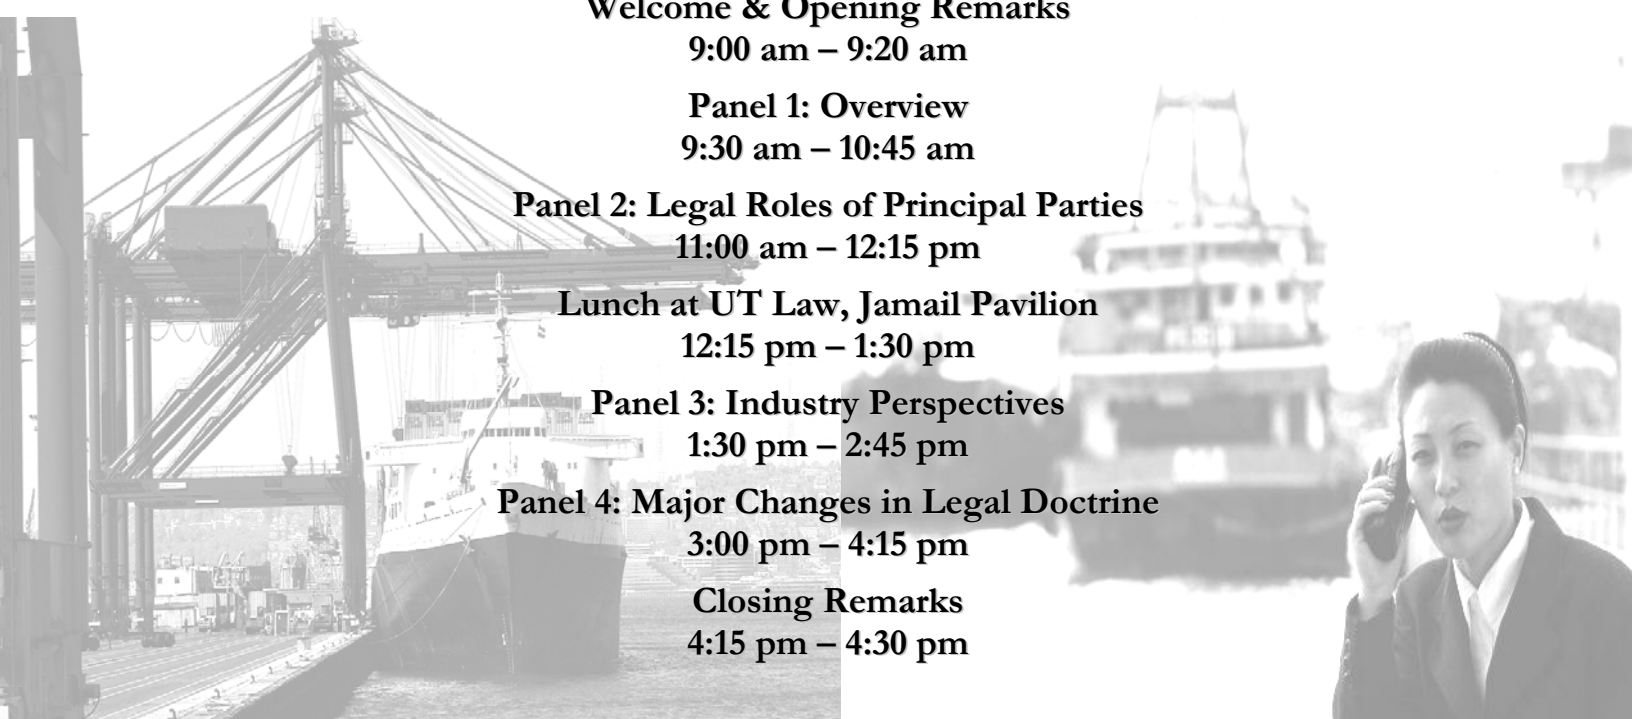 Welcome & Opening Remarks
9:00 am – 9:20 am
Panel 1: Overview
9:30 am – 10:45 am
Panel 2: Legal Roles of Principal Parties
11:00 am – 12:15 pm
Lunch at UT Law, Jamail Pavilion
12:15 pm – 1:30 pm
Panel 3: Industry Perspectives
1:30 pm – 2:45 pm
Panel 4: Major Changes in Legal Doctrine
3:00 pm – 4:15 pm
Closing Remarks
4:15 pm – 4:30 pm